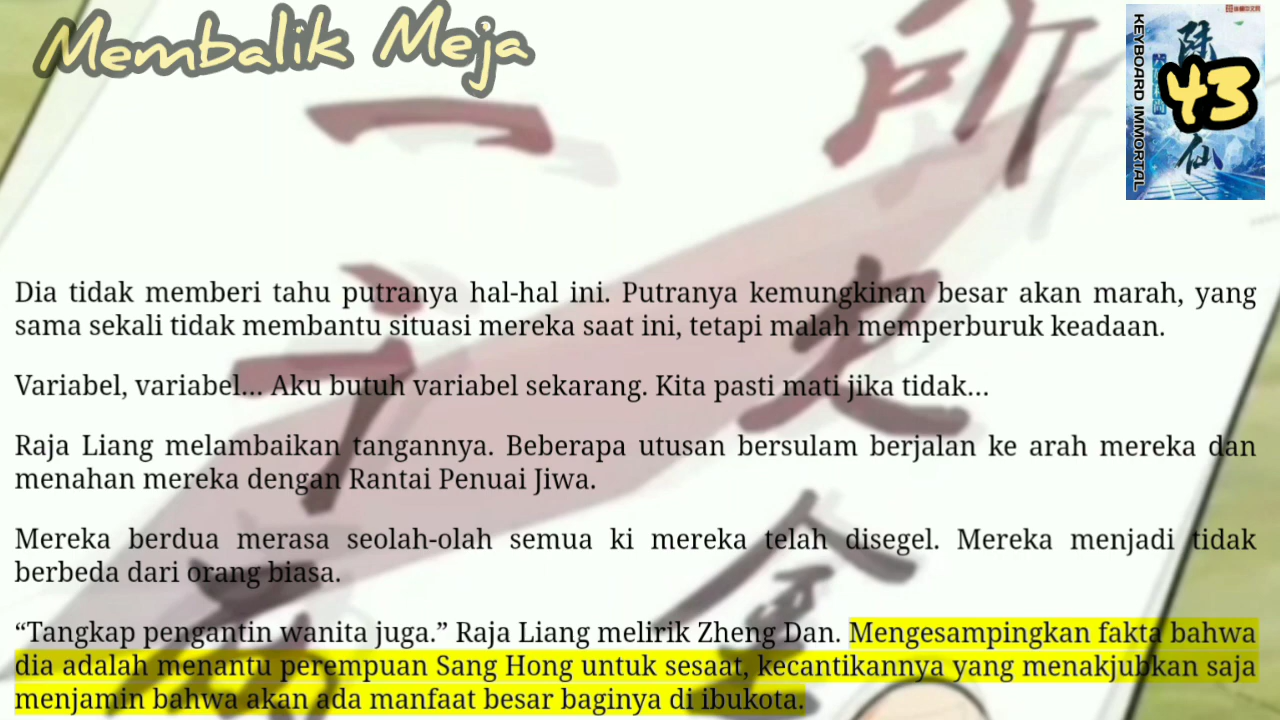 Membalik Meja
KEYBOARD IMMORTAL
43
仙
所
一
Dia tidak memberi tahu putranya hal-hal ini. Putranya kemungkinan besar akan marah, yang
sama sekali tidak membantu situasi mereka saat ini, tetapi malah memperburuk keadaan.
Variabel, variabel... Aku butuh variabel sekarang. Kita pasti mati jika tidak...
Raja Liang melambaikan tangannya. Beberapa utusan bersulam berjalan ke arah mereka dan
menahan mereka dengan Rantai Penuai Jiwa.
Mereka berdua merasa seolah-olah semua ki mereka telah disegel. Mereka menjadi tidak
berbeda dari orang biasa.
“Tangkap pengantin wanita juga.” Raja Liang melirik Zheng Dan. Mengesampingkan fakta bahwa
dia adalah menantu perempuan Sang Hong untuk sesaat, kecantikannya yang menakjubkan saja
menjamin bahwa akan ada manfaat besar baginya di ibukota.